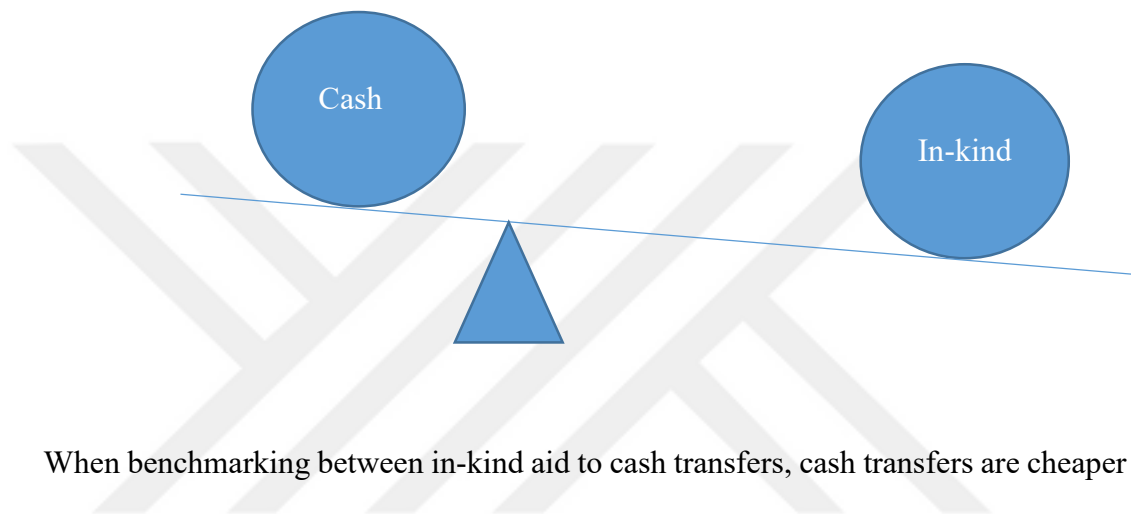 Cash
In-kind
When benchmarking between in-kind aid to cash transfers, cash transfers are cheaper